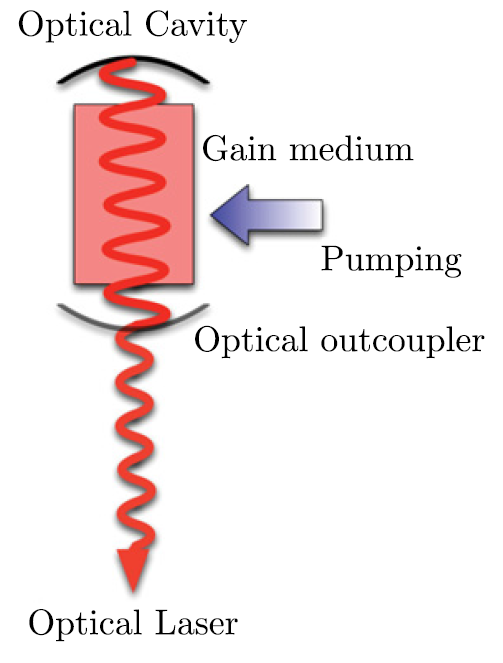 Optical Cavity
Gain medium
Pumping
Optical outcoupler
Optical Laser